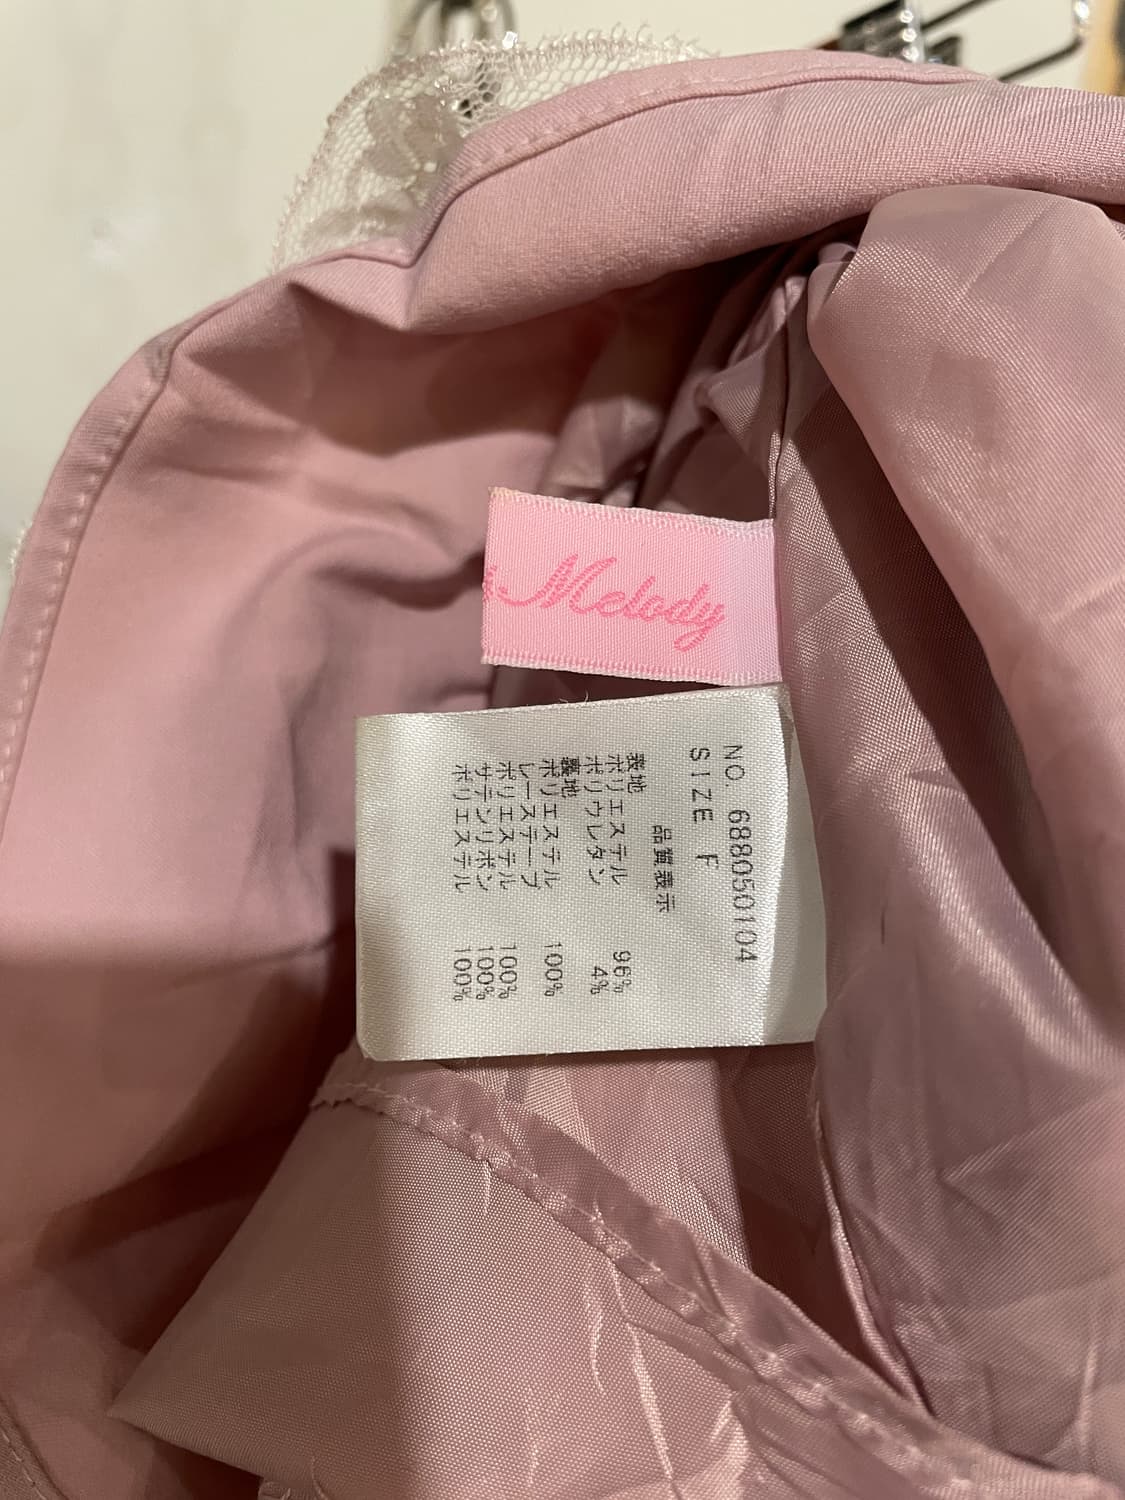 Melody
NO. 688050104
SIZE F
品質表示
表地
ポリエステル 96%
ポリウレタン 4%
裏地
ポリエステル 100%
レーステープ
ポリエステル 100%
サテンリボン 100%
ポリエステル 100%